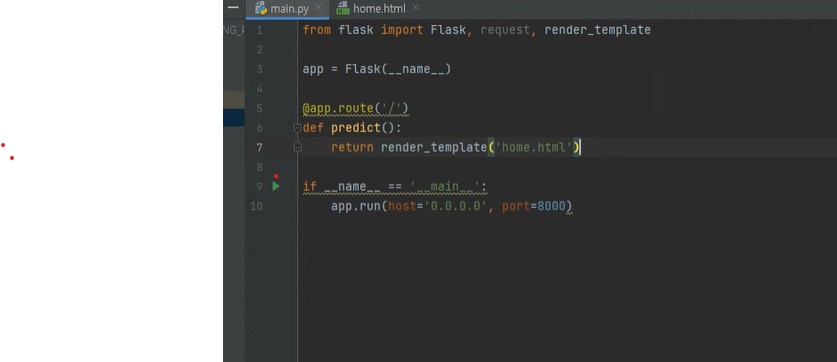 main.py home.html
NG_
1 from flask import Flask, request, render_template
2
3 app = Flask(__name__)
4
5 @app.route('/')
6 def predict():
7 return render_template('home.html')
8
9 if __name__ == '__main__':
10 app.run(host='0.0.0.0', port=8000)